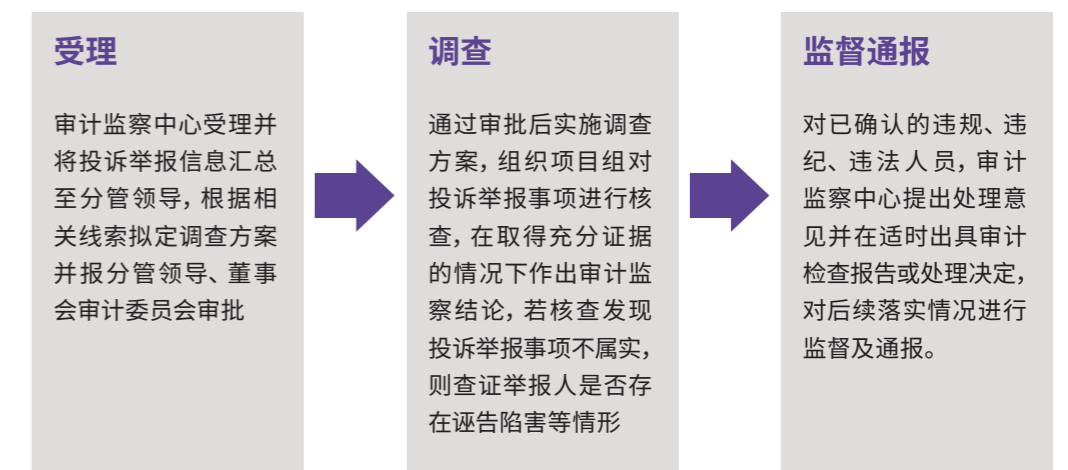 受理
审计监察中心受理并
将投诉举报信息汇总
至分管领导，根据相
关线索拟定调查方案
并报分管领导、董事
会审计委员会审批
调查
通过审批后实施调查
方案，组织项目组对
投诉举报事项进行核
查，在取得充分证据
的情况下作出审计监
察结论，若核查发现
投诉举报事项不属实，
则查证举报人是否存
在诬告陷害等情形
监督通报
对已确认的违规、违
纪、违法人员，审计
监察中心提出处理意
见并在适时出具审计
检查报告或处理决定，
对后续落实情况进行
监督及通报。